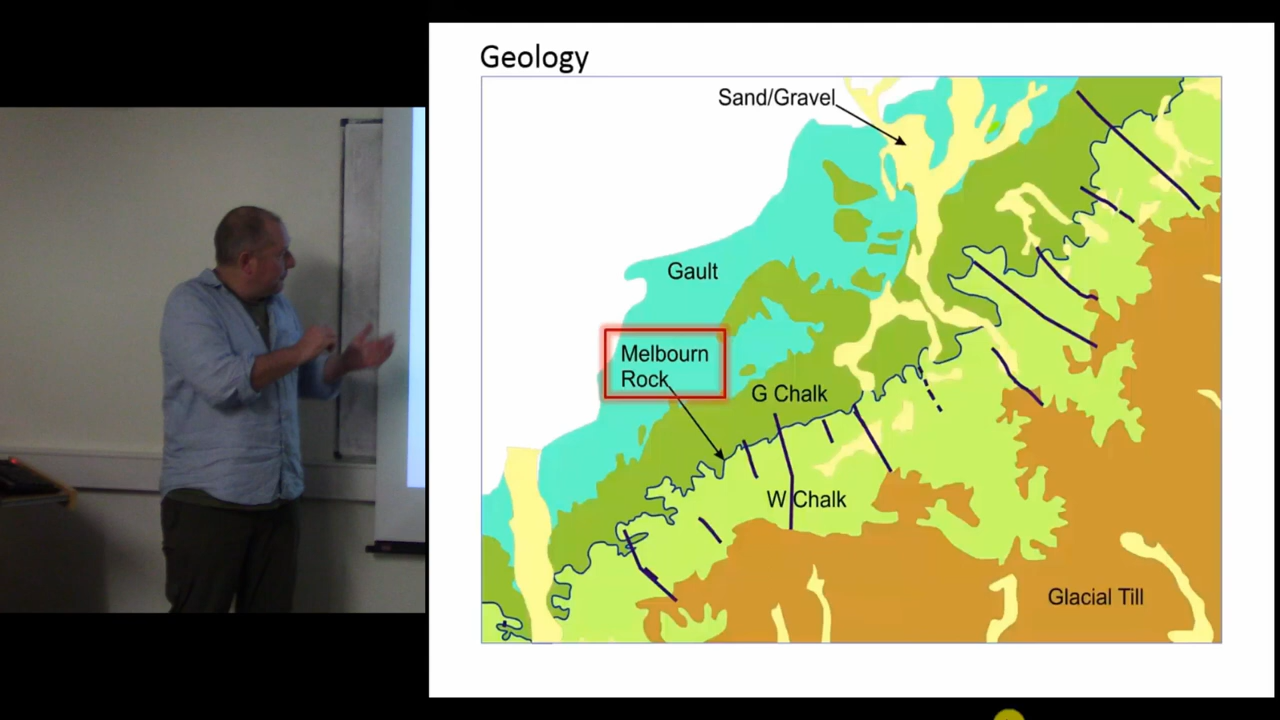 Geology
Sand/Gravel
Gault
Melbourn
Rock
G Chalk
W Chalk
Glacial Till